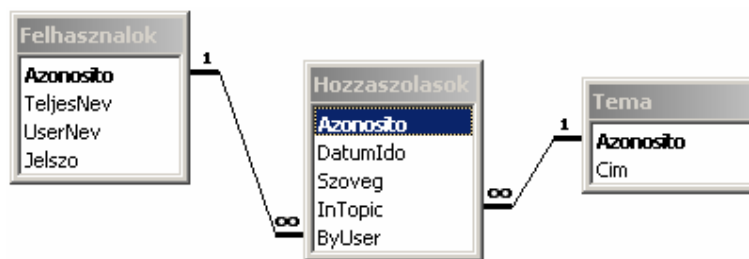 Felhasznalok
Azonosito
TeljesNev
UserNev
Jelszo
1
∞
Hozzaszolasok
Azonosito
DatumIdo
Szoveg
InTopic
ByUser
∞
1
Tema
Azonosito
Cim